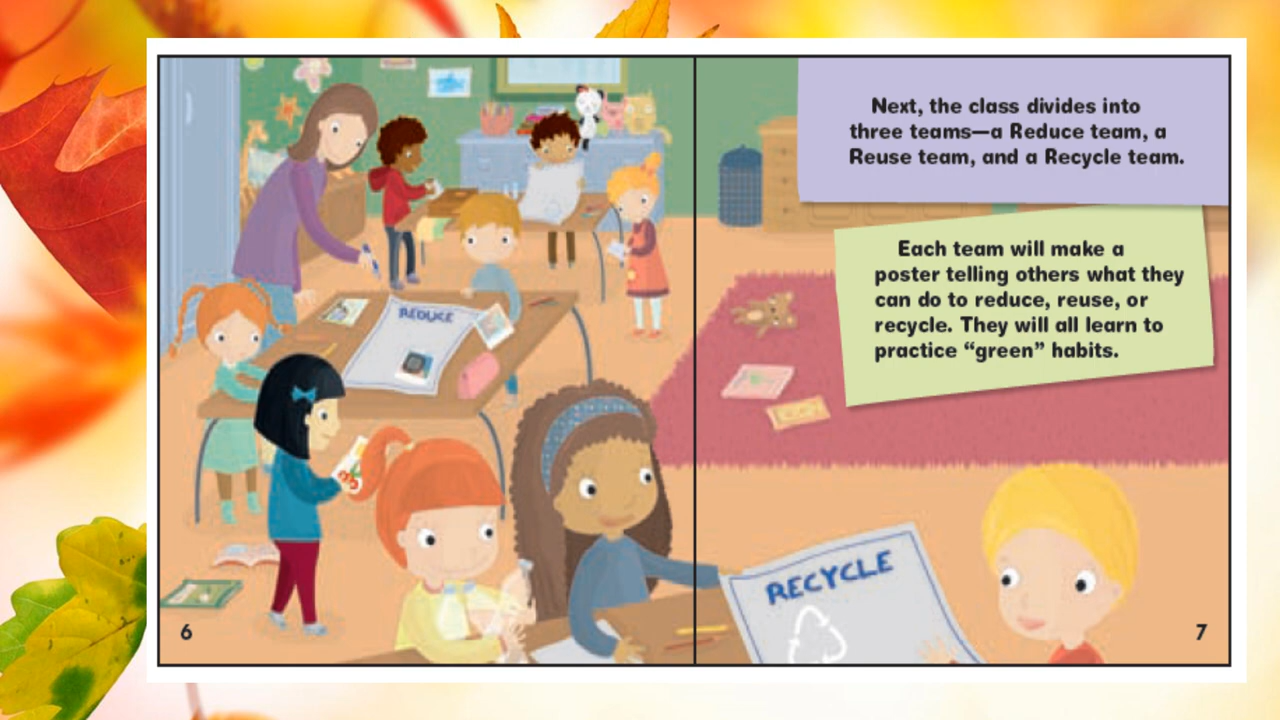 Next, the class divides into
three teams—a Reduce team, a
Reuse team, and a Recycle team.
Each team will make a
poster telling others what they
can do to reduce, reuse, or
recycle. They will all learn to
practice “green” habits.
REDUCE
RECYCLE
6
7